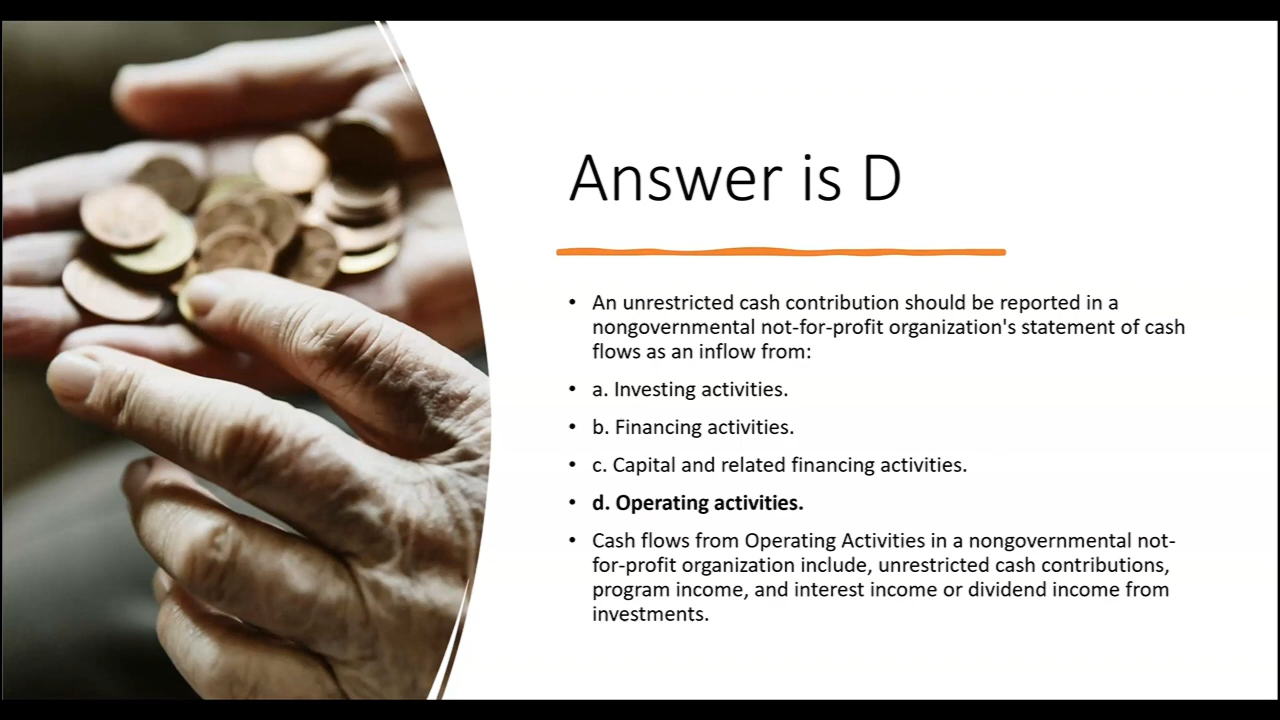 Answer is D
• An unrestricted cash contribution should be reported in a
nongovernmental not-for-profit organization's statement of cash
flows as an inflow from:
• a. Investing activities.
• b. Financing activities.
• c. Capital and related financing activities.
• d. Operating activities.
• Cash flows from Operating Activities in a nongovernmental not-
for-profit organization include, unrestricted cash contributions,
program income, and interest income or dividend income from
investments.